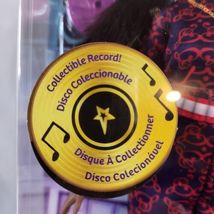 Collectible Record!
Disco Coleccionable
Disque À Collectionner
Disco Colecionável